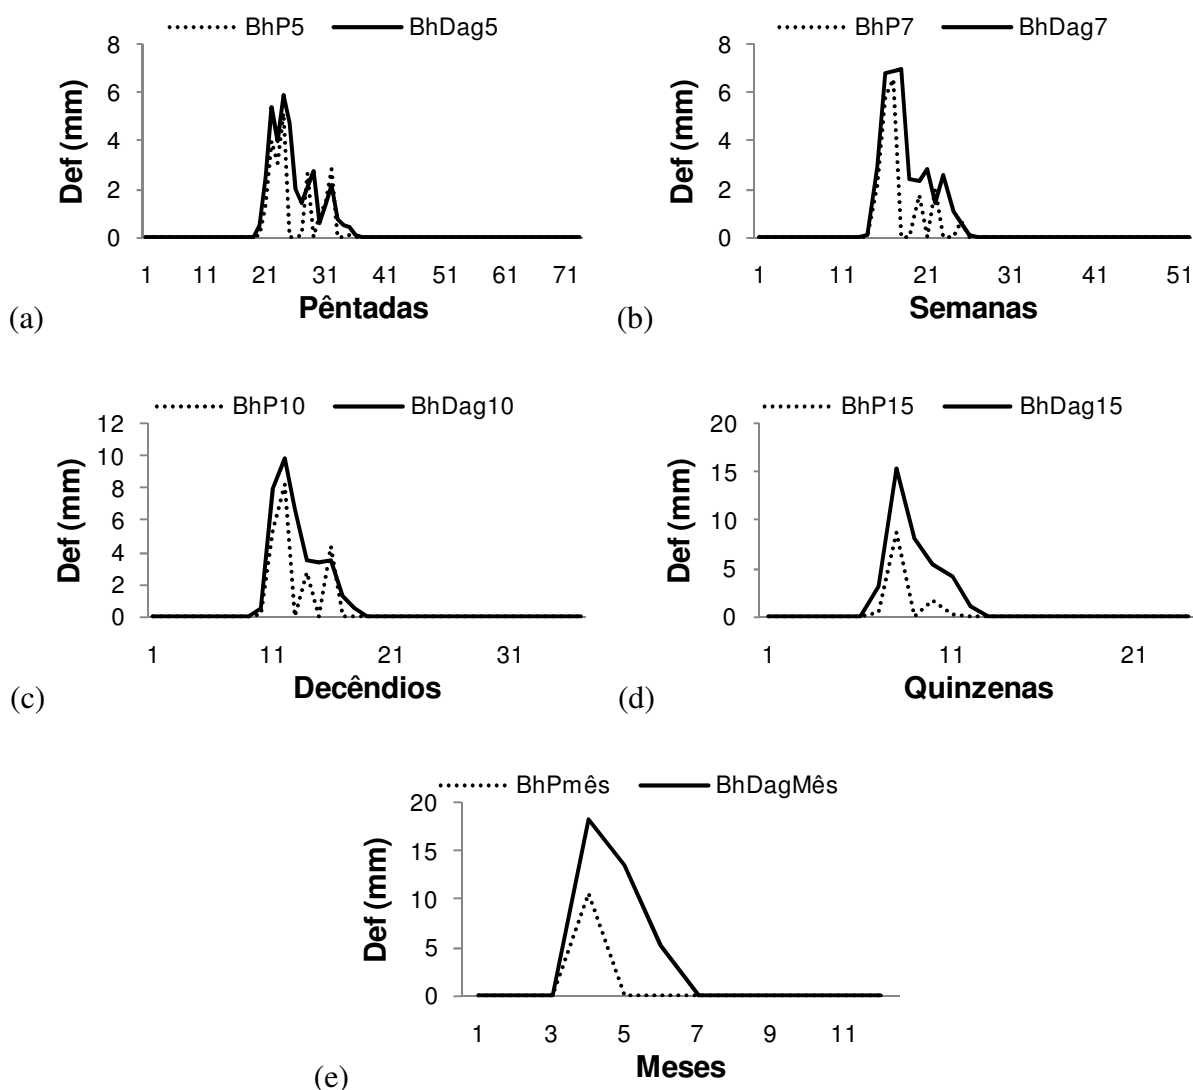 BhP5 BhDag5
8
6
4
2
0
Def (mm)
1 11 21 31 41 51 61 71
Pêntadas
(a)
BhP7 BhDag7
8
6
4
2
0
Def (mm)
1 11 21 31 41 51
Semanas
(b)
BhP10 BhDag10
12
10
8
6
4
2
0
Def (mm)
1 11 21 31
Decêndios
(c)
BhP15 BhDag15
20
15
10
5
0
Def (mm)
1 11 21
Quinzenas
(d)
BhPmês BhDagMês
20
15
10
5
0
Def (mm)
1 3 5 7 9 11
Meses
(e)